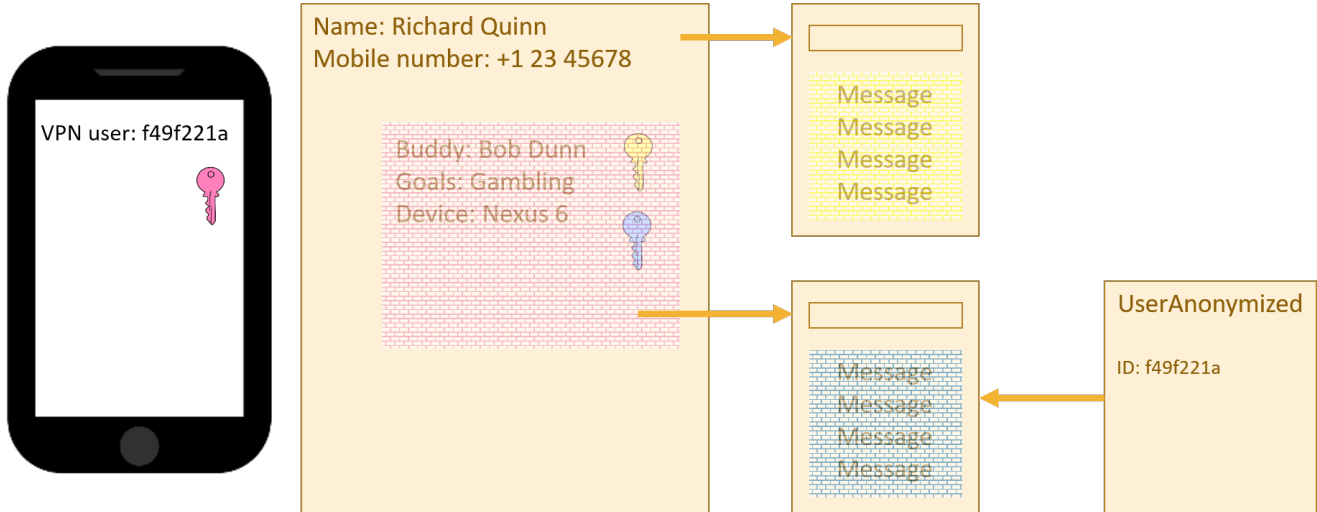 VPN user: f49f221a
Name: Richard Quinn
Mobile number: +1 23 45678
Buddy: Bob Dunn
Goals: Gambling
Device: Nexus 6
Message
Message
Message
Message
Message
Message
Message
Message
UserAnonymized
ID: f49f221a